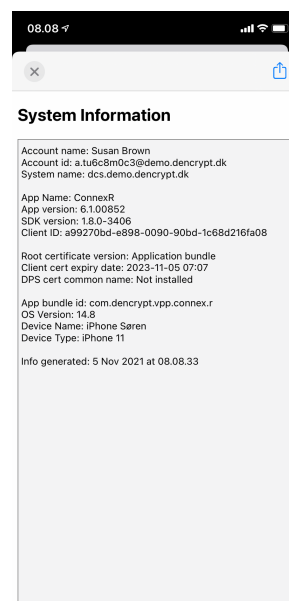 08.08
System Information
Account name: Susan Brown
Account id: a.tu6c8m0c3@demo.dencrypt.dk
System name: dcs.demo.dencrypt.dk
App Name: ConnexR
App version: 6.1.00852
SDK version: 1.8.0-3406
Client ID: a99270bd-e898-0090-90bd-1c68d216fa08
Root certificate version: Application bundle
Client cert expiry date: 2023-11-05 07:07
DPS cert common name: Not installed
App bundle id: com.dencrypt.vpp.connex.r
OS Version: 14.8
Device Name: iPhone Søren
Device Type: iPhone 11
Info generated: 5 Nov 2021 at 08.08.33